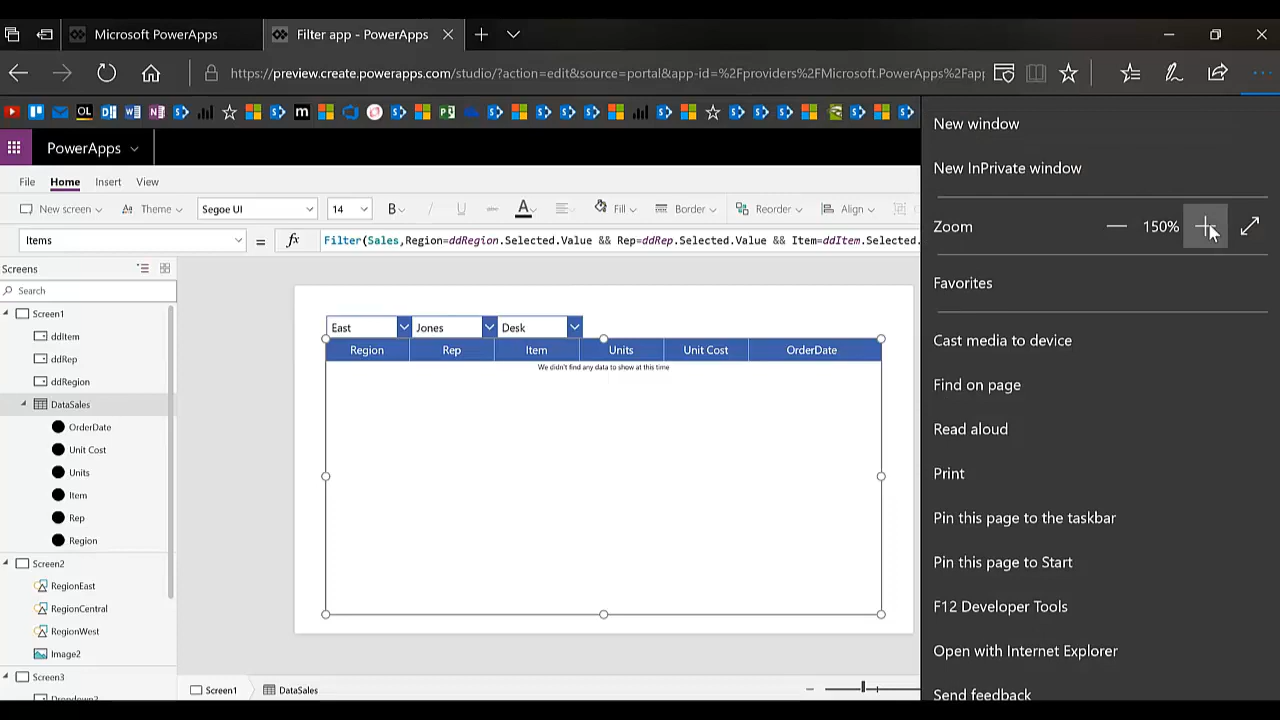 Microsoft PowerApps
Filter app - PowerApps
https://preview.create.powerapps.com/studio/?action=edit&source=portal&app-id=%2Fproviders%2FMicrosoft.PowerApps%2Fapp
PowerApps
File Home Insert View
New screen Theme Segoe UI 14 B / U abc A Fill Border Reorder Align
Items = fx Filter(Sales,Region=ddRegion.Selected.Value && Rep=ddRep.Selected.Value && Item=ddItem.Selected.
Screens
Search
Screen1
ddItem
ddRep
ddRegion
DataSales
OrderDate
Unit Cost
Units
Item
Rep
Region
Screen2
RegionEast
RegionCentral
RegionWest
Image2
Screen3
Dropdown2
East Jones Desk
Region Rep Item Units Unit Cost OrderDate
We didn't find any data to show at this time
Screen1 DataSales
New window
New InPrivate window
Zoom 150%
Favorites
Cast media to device
Find on page
Read aloud
Print
Pin this page to the taskbar
Pin this page to Start
F12 Developer Tools
Open with Internet Explorer
Send feedback